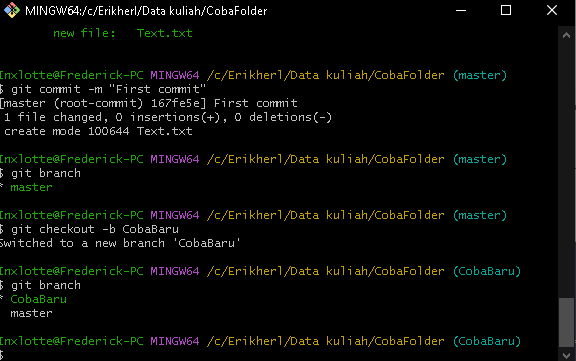 MINGW64:/c/Erikherl/Data kuliah/CobaFolder
new file:   Text.txt
Inxlotte@Frederick-PC MINGW64 /c/Erikherl/Data kuliah/CobaFolder (master)
$ git commit -m "First commit"
[master (root-commit) 167fe5e] First commit
1 file changed, 0 insertions(+), 0 deletions(-)
create mode 100644 Text.txt
Inxlotte@Frederick-PC MINGW64 /c/Erikherl/Data kuliah/CobaFolder (master)
$ git branch
* master
Inxlotte@Frederick-PC MINGW64 /c/Erikherl/Data kuliah/CobaFolder (master)
$ git checkout -b CobaBaru
Switched to a new branch 'CobaBaru'
Inxlotte@Frederick-PC MINGW64 /c/Erikherl/Data kuliah/CobaFolder (CobaBaru)
$ git branch
* CobaBaru
master
Inxlotte@Frederick-PC MINGW64 /c/Erikherl/Data kuliah/CobaFolder (CobaBaru)
$